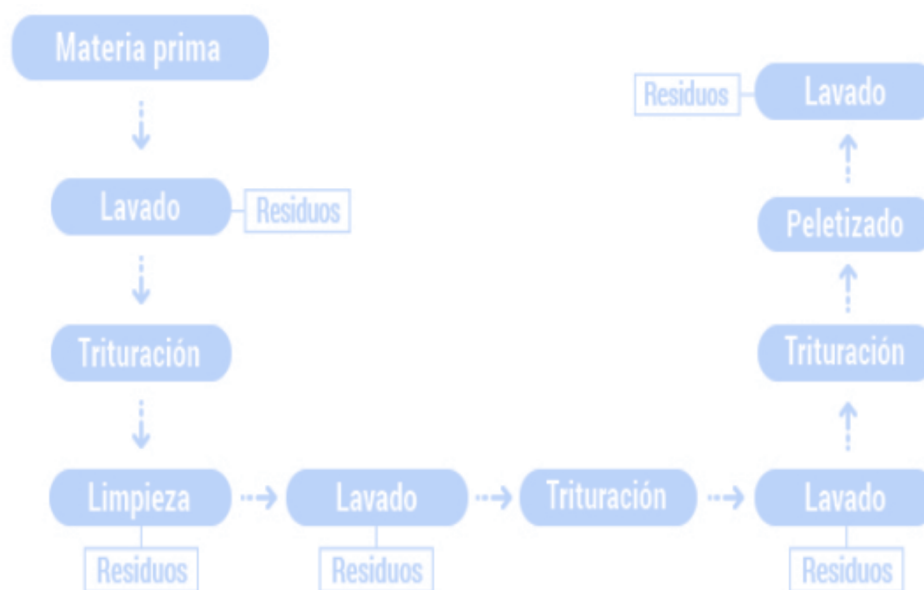 Materia prima
Lavado
Residuos
Trituración
Limpieza
Residuos
Lavado
Residuos
Trituración
Lavado
Residuos
Trituración
Peletizado
Lavado
Residuos